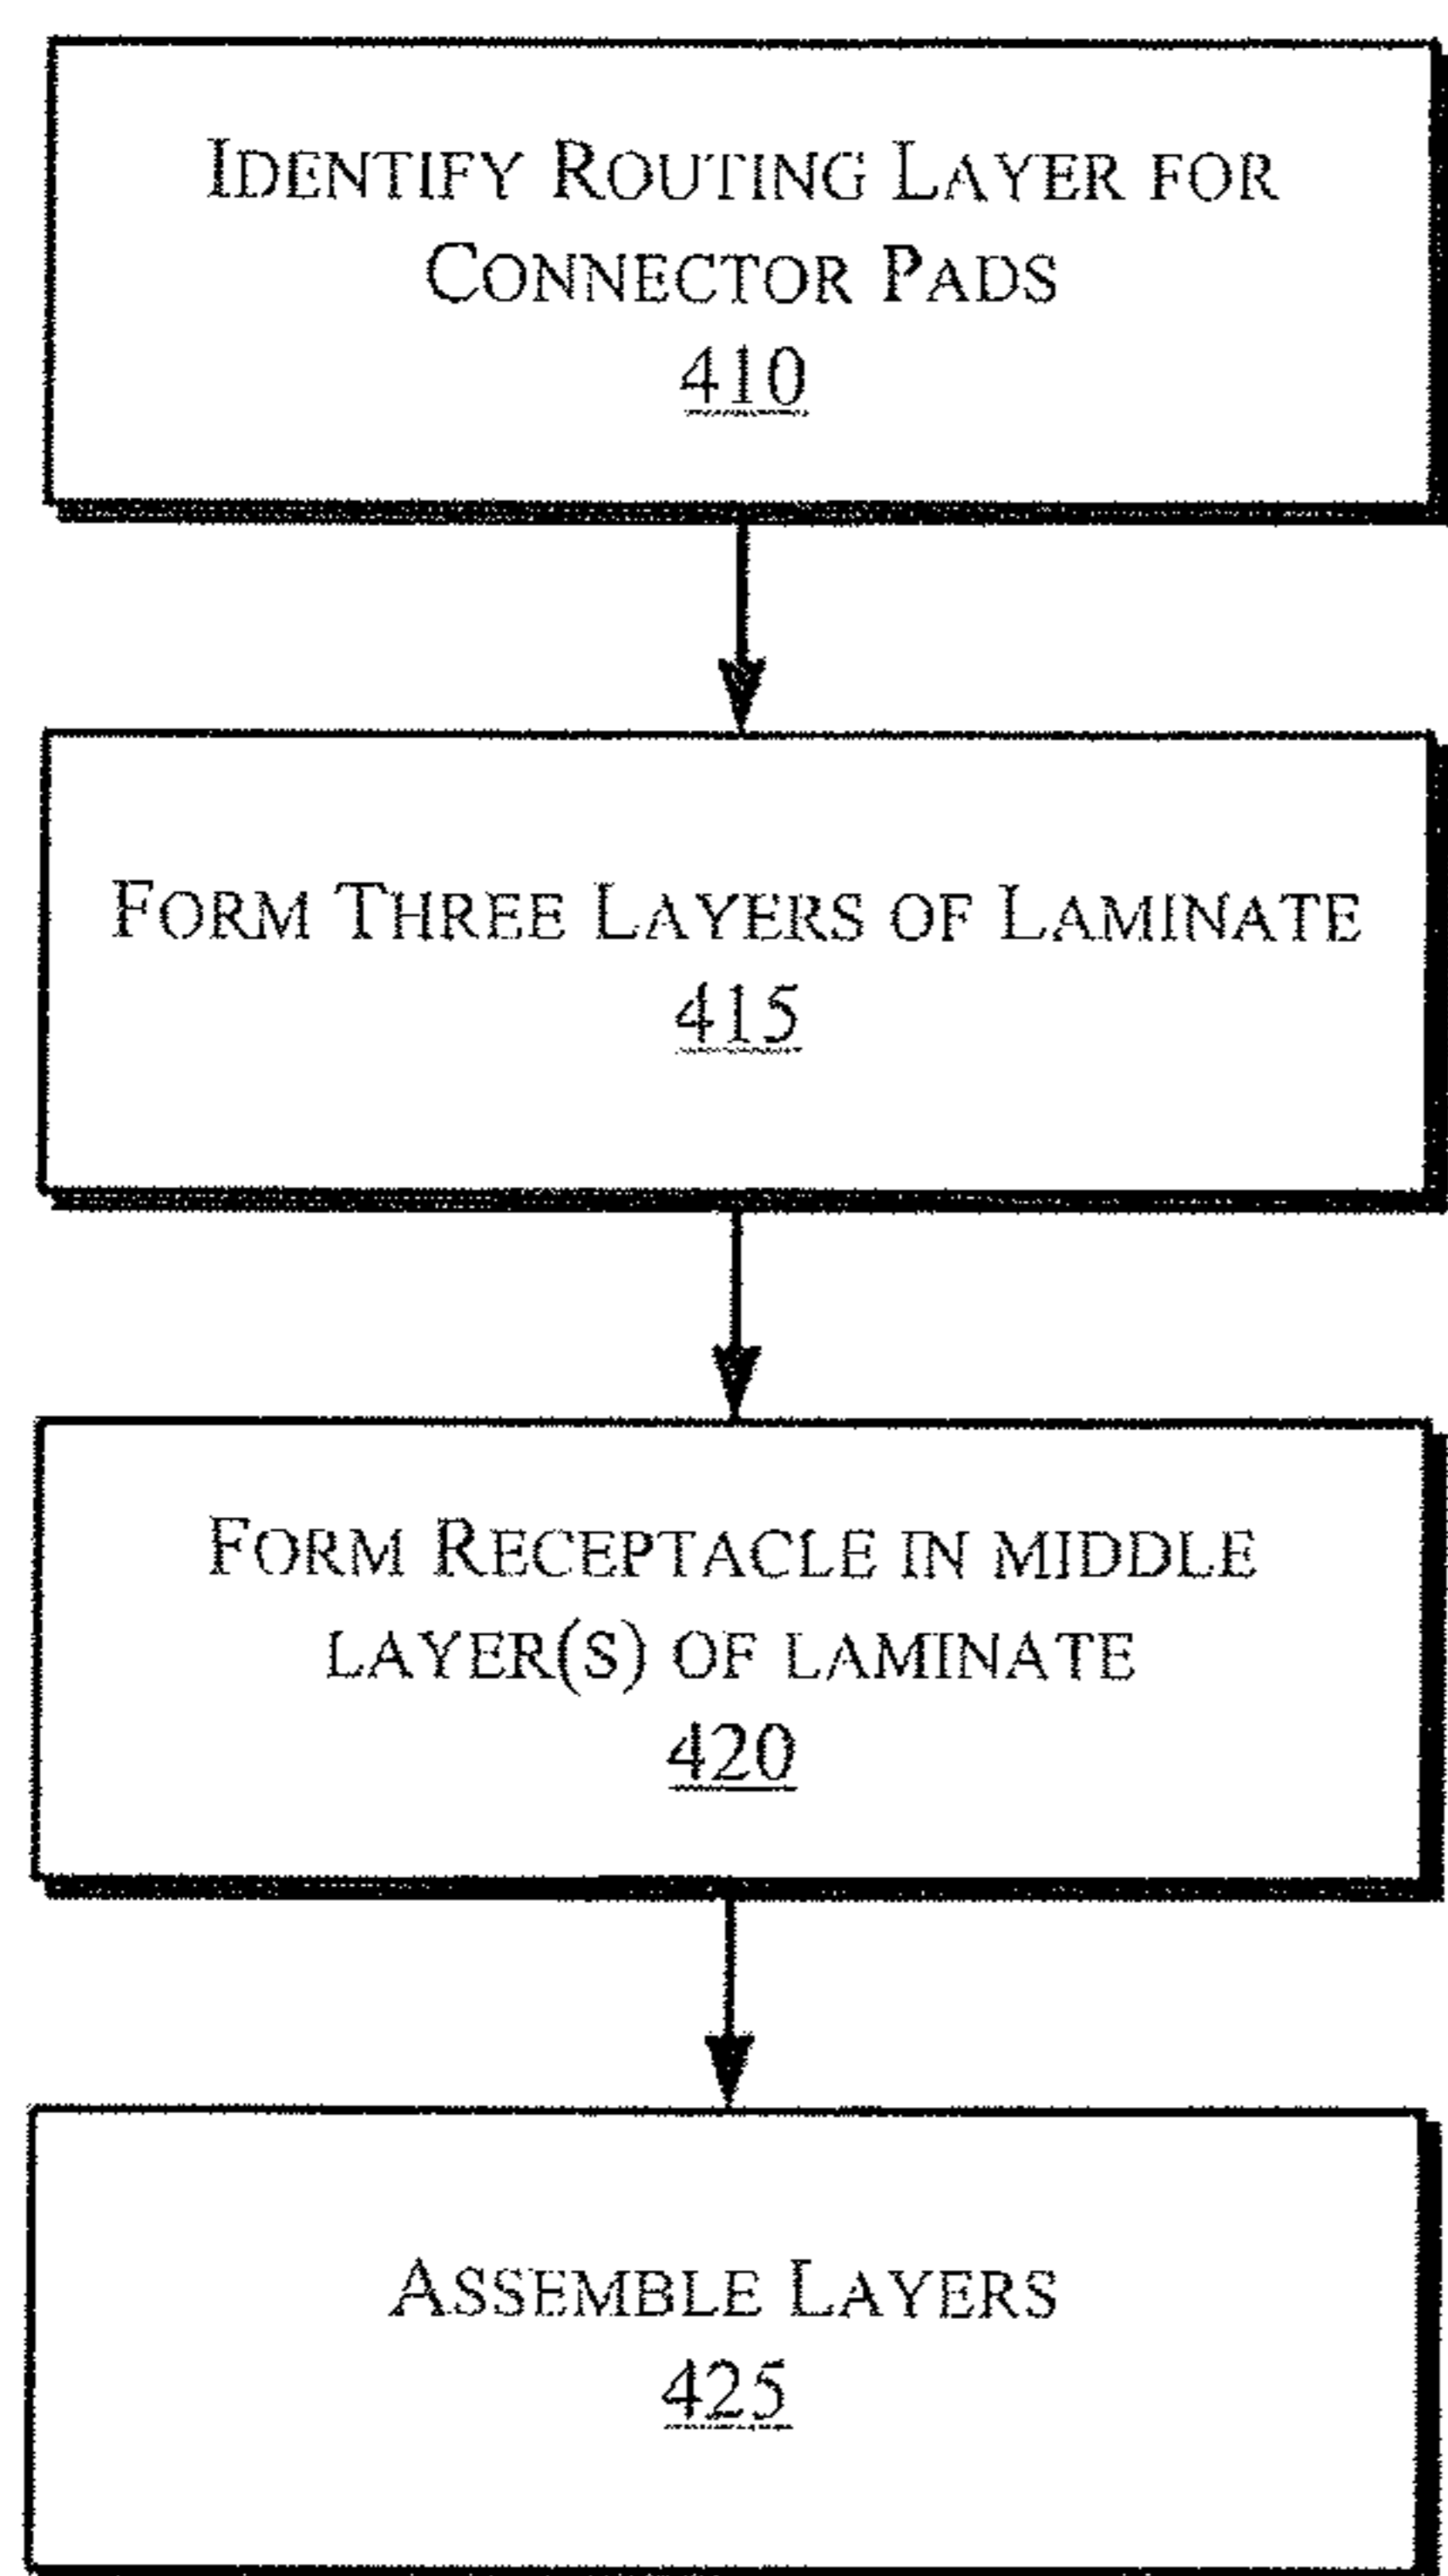 IDENTIFY ROUTING LAYER FOR
CONNECTOR PADS
410
FORM THREE LAYERS OF LAMINATE
415
FORM RECEPTACLE IN MIDDLE
LAYER(S) OF LAMINATE
420
ASSEMBLE LAYERS
425